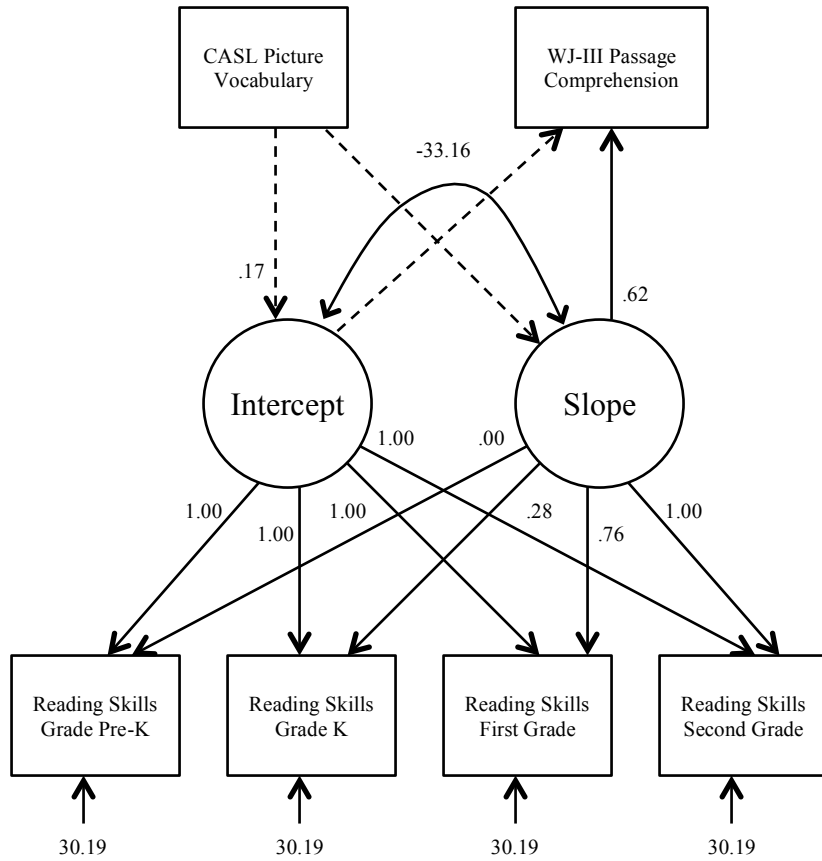 CASL Picture
Vocabulary
WJ-III Passage
Comprehension
-33.16
.17
.62
Intercept
Slope
1.00
.00
1.00
1.00
1.00
.28
.76
1.00
Reading Skills
Grade Pre-K
Reading Skills
Grade K
Reading Skills
First Grade
Reading Skills
Second Grade
30.19
30.19
30.19
30.19